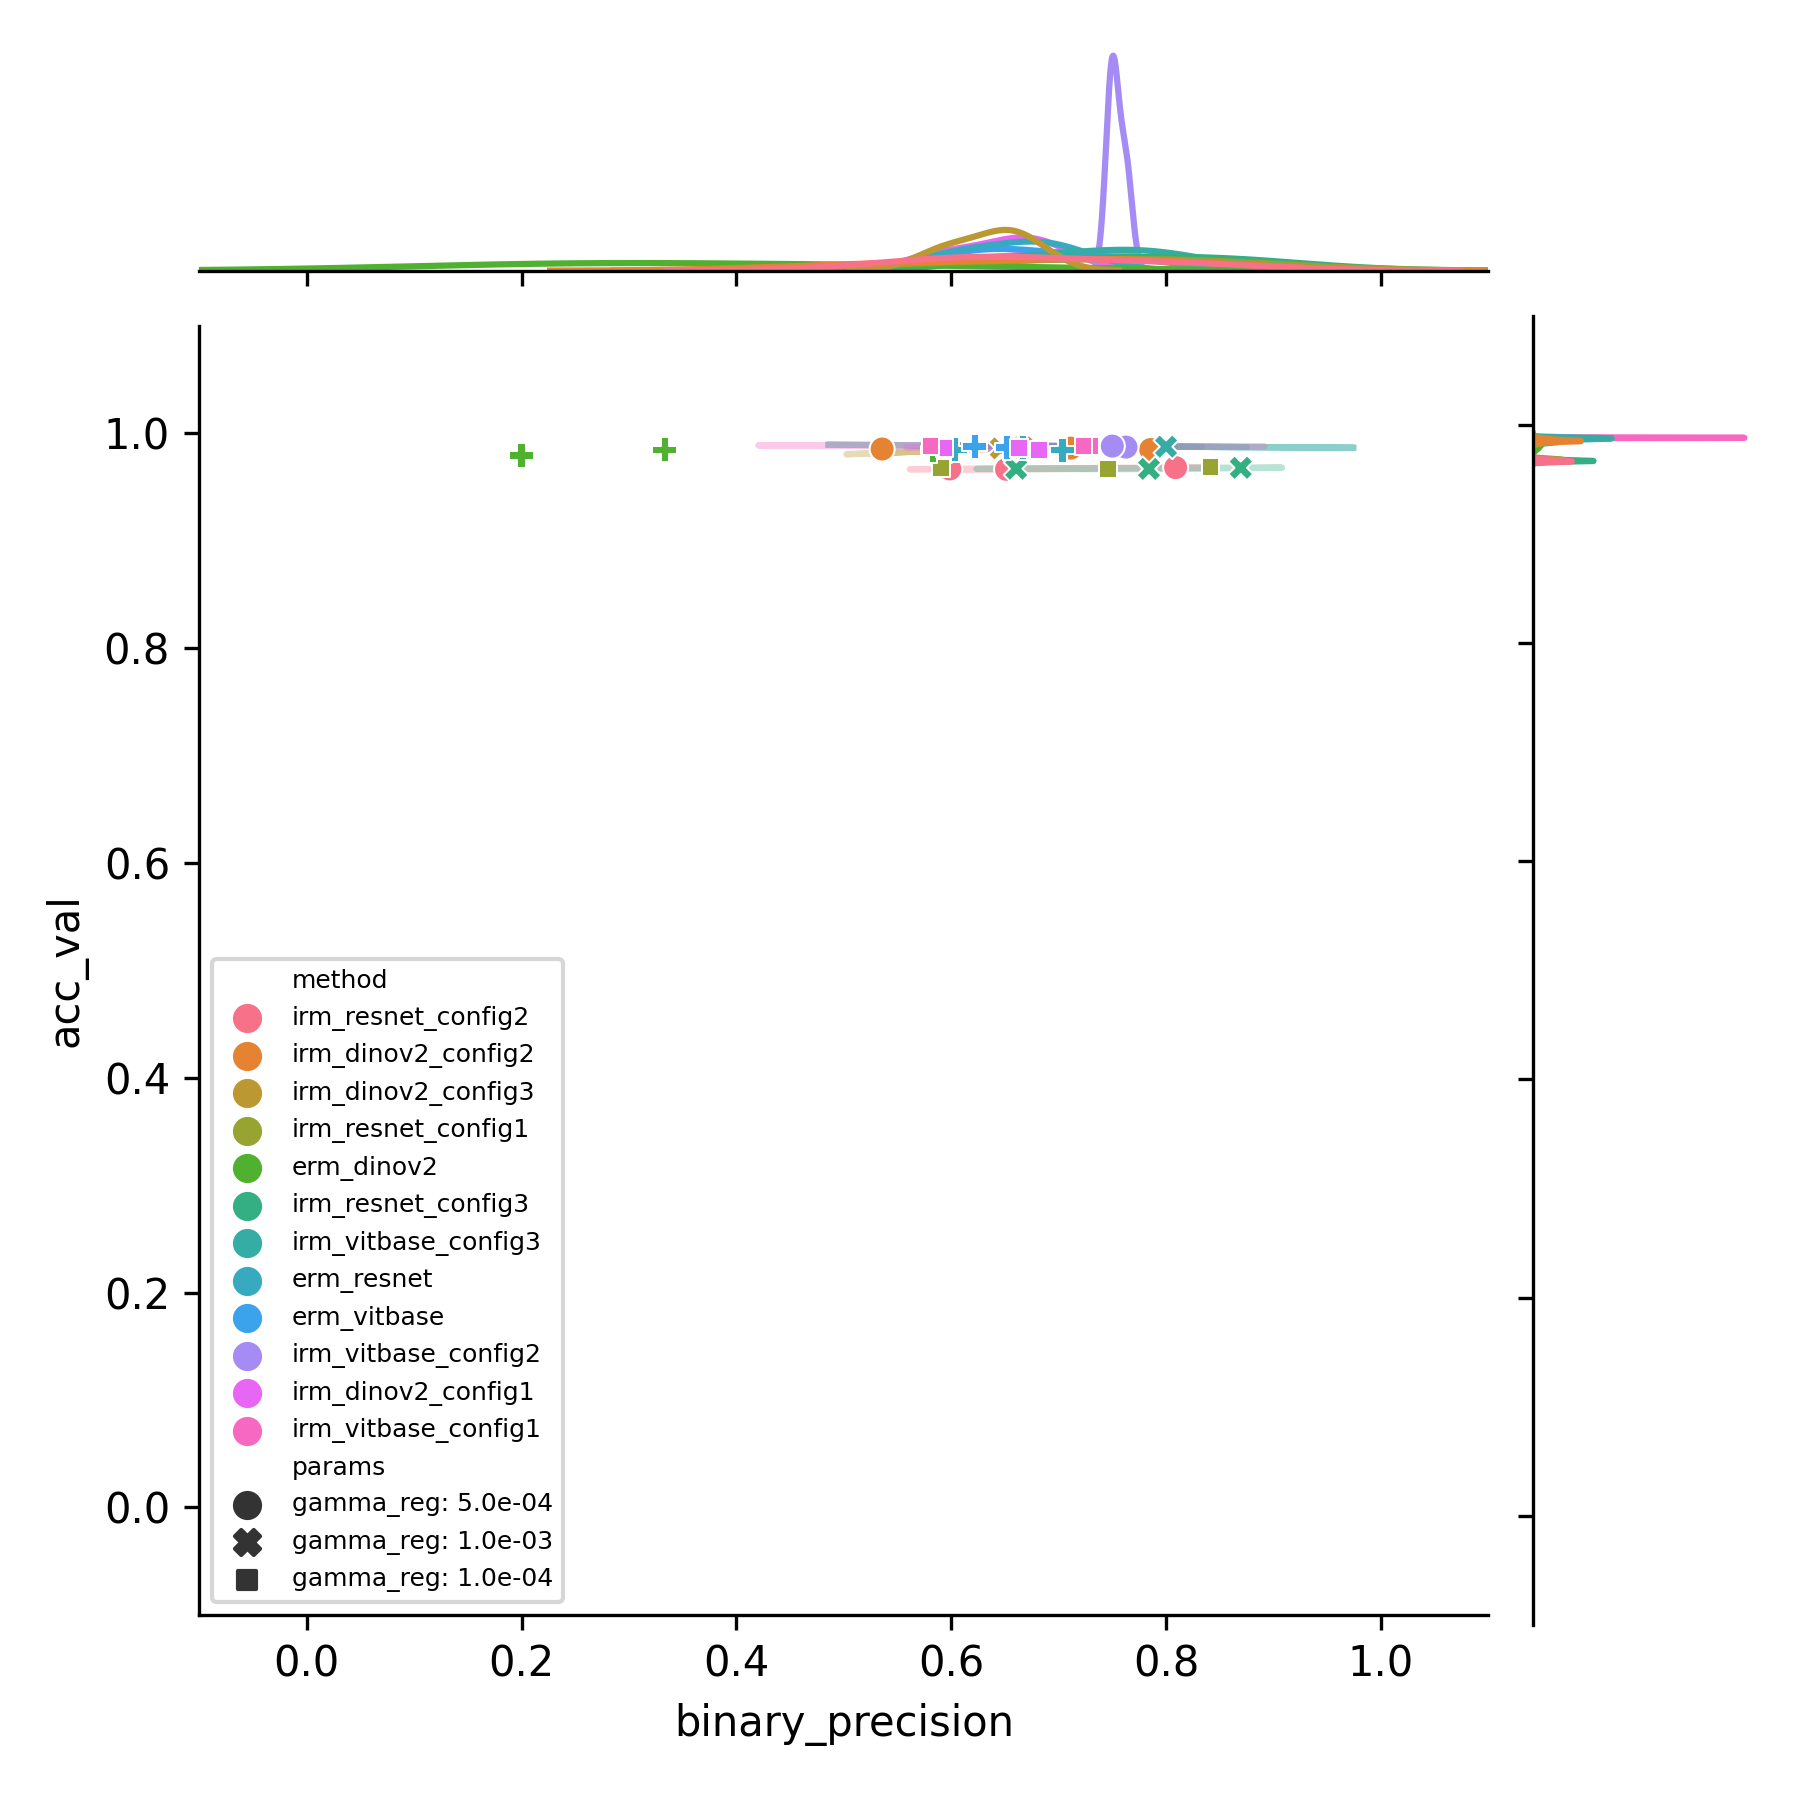 1.0
0.8
0.6
0.4
0.2
0.0
acc_val
method
irm_resnet_config2
irm_dinov2_config2
irm_dinov2_config3
irm_resnet_config1
erm_dinov2
irm_resnet_config3
irm_vitbase_config3
erm_resnet
erm_vitbase
irm_vitbase_config2
irm_dinov2_config1
irm_vitbase_config1
params
gamma_reg: 5.0e-04
gamma_reg: 1.0e-03
gamma_reg: 1.0e-04
0.0 0.2 0.4 0.6 0.8 1.0
binary_precision